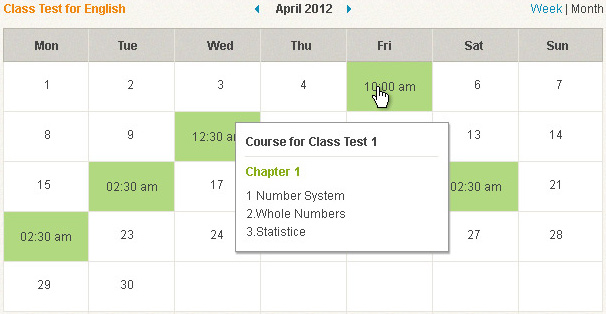 Class Test for English
April 2012
Week | Month
Mon Tue Wed Thu Fri Sat Sun
1 2 3 4 10:00 am 6 7
8 9 12:30 am 13 14
15 02:30 am 17 02:30 am 21
02:30 am 23 24 27 28
29 30
Course for Class Test 1
Chapter 1
1 Number System
2.Whole Numbers
3.Statistice